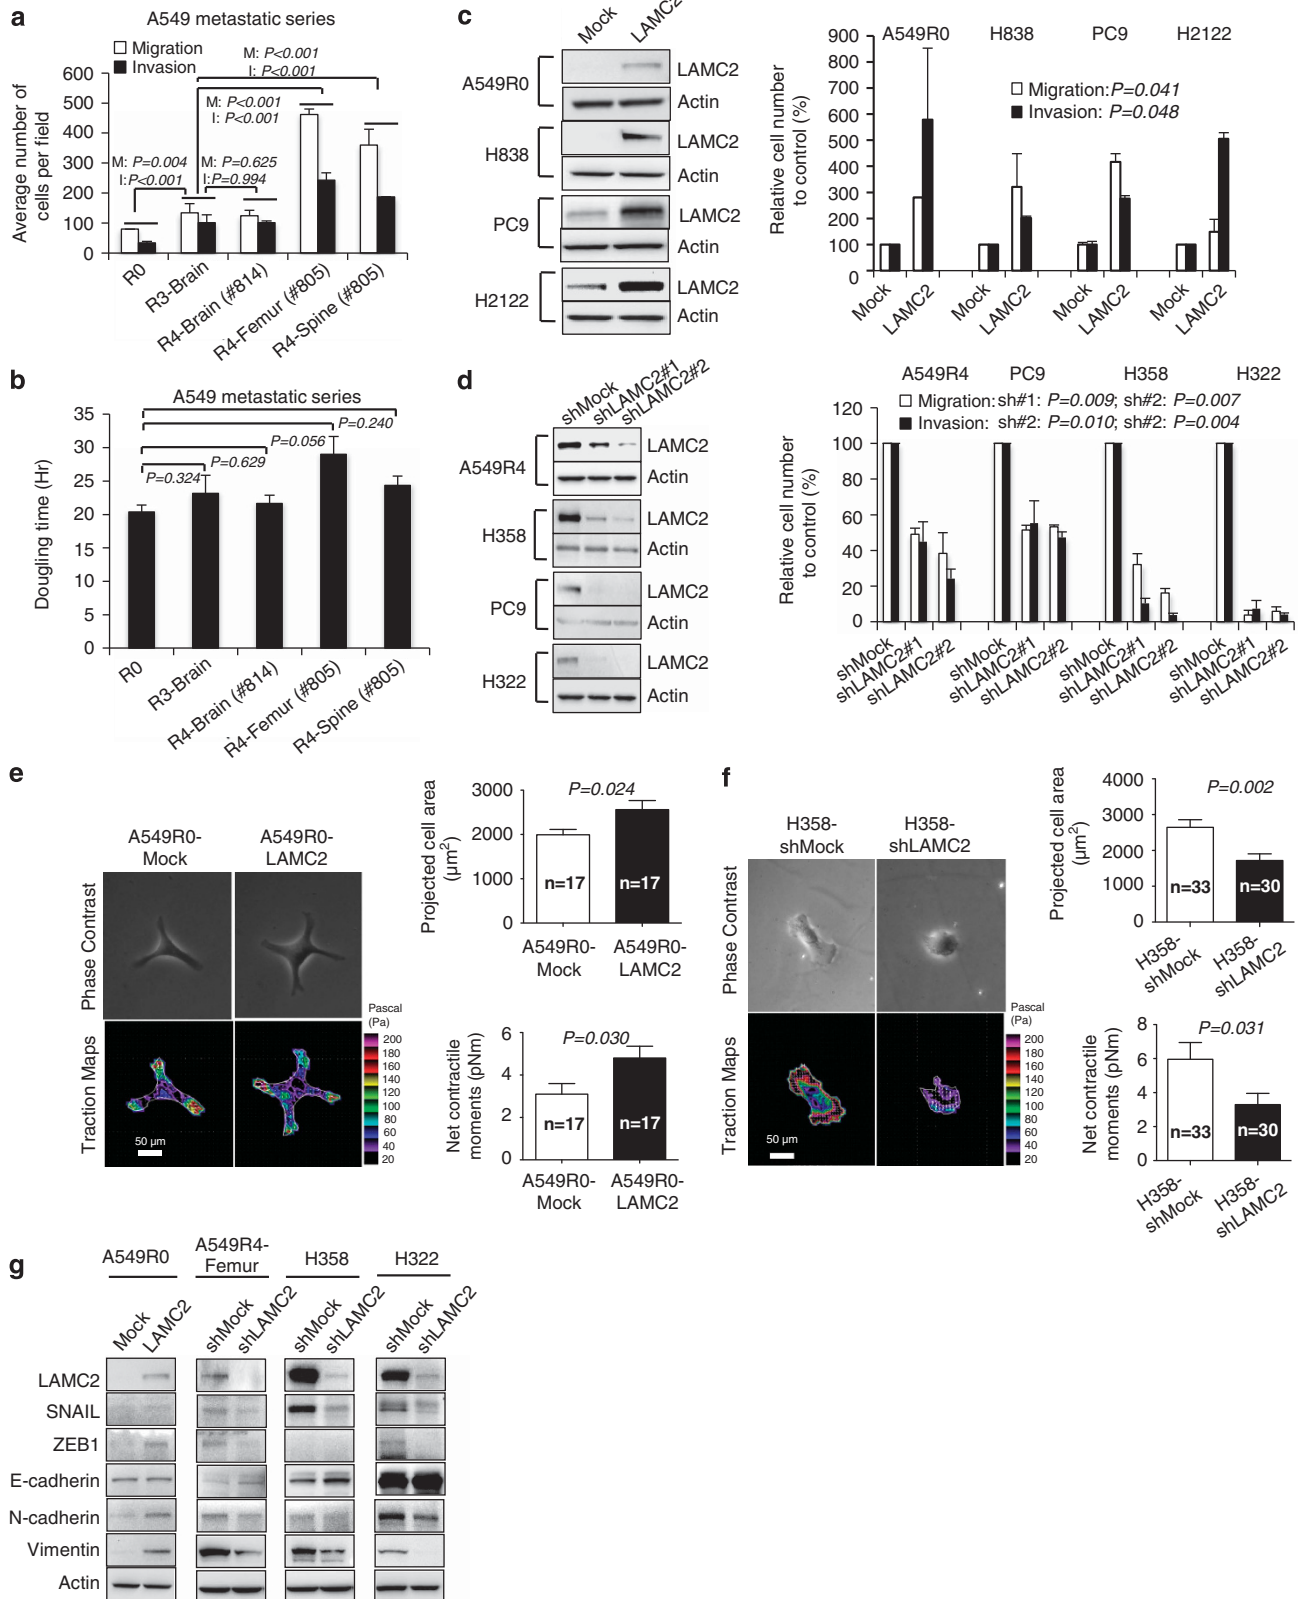 a
A549 metastatic series
Migration
Invasion
M: P<0.001
I: P<0.001
M: P<0.001
I: P<0.001
M: P=0.004
I:P<0.001
M: P=0.625
I:P=0.994
Average number of
cells per field
600
500
400
300
200
100
0
R0
R3-Brain
R4-Brain (#814)
R4-Femur (#805)
R4-Spine (#805)
b
A549 metastatic series
P=0.240
P=0.056
P=0.629
P=0.324
Dougling time (Hr)
35
30
25
20
15
10
5
0
R0
R3-Brain
R4-Brain (#814)
R4-Femur (#805)
R4-Spine (#805)
c
Mock
LAMC2
A549R0
LAMC2
Actin
H838
LAMC2
Actin
PC9
LAMC2
Actin
H2122
LAMC2
Actin
A549R0 H838 PC9 H2122
Migration:P=0.041
Invasion: P=0.048
Relative cell number
to control (%)
900
800
700
600
500
400
300
200
100
0
Mock LAMC2 Mock LAMC2 Mock LAMC2 Mock LAMC2
d
shMock
shLAMC2#1
shLAMC2#2
A549R4
LAMC2
Actin
H358
LAMC2
Actin
PC9
LAMC2
Actin
H322
LAMC2
Actin
A549R4 PC9 H358 H322
Migration:sh#1: P=0.009; sh#2: P=0.007
Invasion: sh#2: P=0.010; sh#2: P=0.004
Relative cell number
to control (%)
120
100
80
60
40
20
0
shMock shLAMC2#1 shLAMC2#2 shMock shLAMC2#1 shLAMC2#2 shMock shLAMC2#1 shLAMC2#2 shMock shLAMC2#1 shLAMC2#2
e
A549R0-
Mock
A549R0-
LAMC2
Phase Contrast
Traction Maps
50 µm
Pascal
(Pa)
200
180
160
140
120
100
80
60
40
20
Projected cell area
(µm2)
3000
2000
1000
0
P=0.024
n=17
n=17
A549R0-
Mock
A549R0-
LAMC2
Net contractile
moments (pNm)
6
4
2
0
P=0.030
n=17
n=17
A549R0-
Mock
A549R0-
LAMC2
f
H358-
shMock
H358-
shLAMC2
Phase Contrast
Traction Maps
50 µm
Pascal
(Pa)
200
180
160
140
120
100
80
60
40
20
Projected cell area
(µm2)
4000
3000
2000
1000
0
P=0.002
n=33
n=30
H358-
shMock
H358-
shLAMC2
Net contractile
moments (pNm)
8
6
4
2
0
P=0.031
n=33
n=30
H358-
shMock
H358-
shLAMC2
g
A549R0
A549R4-
Femur
H358
H322
Mock LAMC2 shMock shLAMC2 shMock shLAMC2 shMock shLAMC2
LAMC2
SNAIL
ZEB1
E-cadherin
N-cadherin
Vimentin
Actin